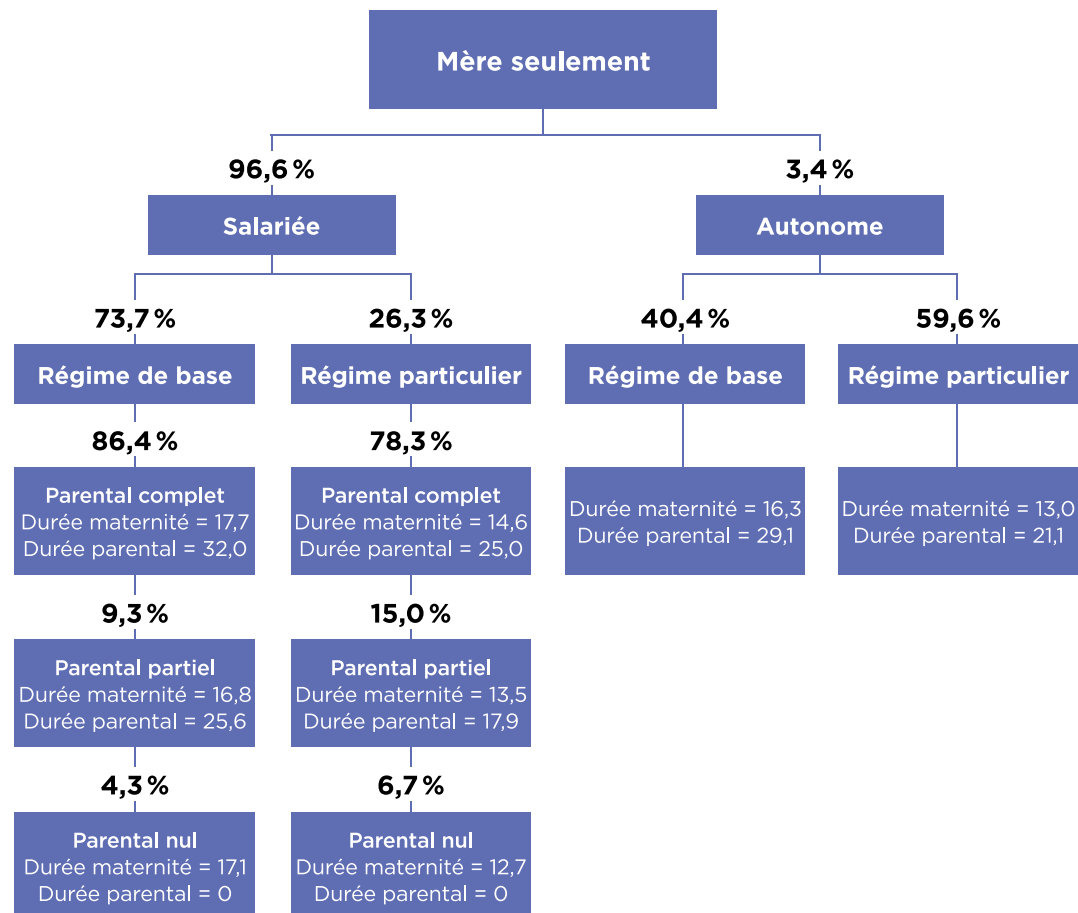 Mère seulement
96,6 %
3,4 %
Salariée
Autonome
73,7 %
26,3 %
40,4 %
59,6 %
Régime de base
Régime particulier
Régime de base
Régime particulier
86,4 %
78,3 %
Parental complet
Durée maternité = 17,7
Durée parental = 32,0
Parental complet
Durée maternité = 14,6
Durée parental = 25,0
Durée maternité = 16,3
Durée parental = 29,1
Durée maternité = 13,0
Durée parental = 21,1
9,3 %
15,0 %
Parental partiel
Durée maternité = 16,8
Durée parental = 25,6
Parental partiel
Durée maternité = 13,5
Durée parental = 17,9
4,3 %
6,7 %
Parental nul
Durée maternité = 17,1
Durée parental = 0
Parental nul
Durée maternité = 12,7
Durée parental = 0